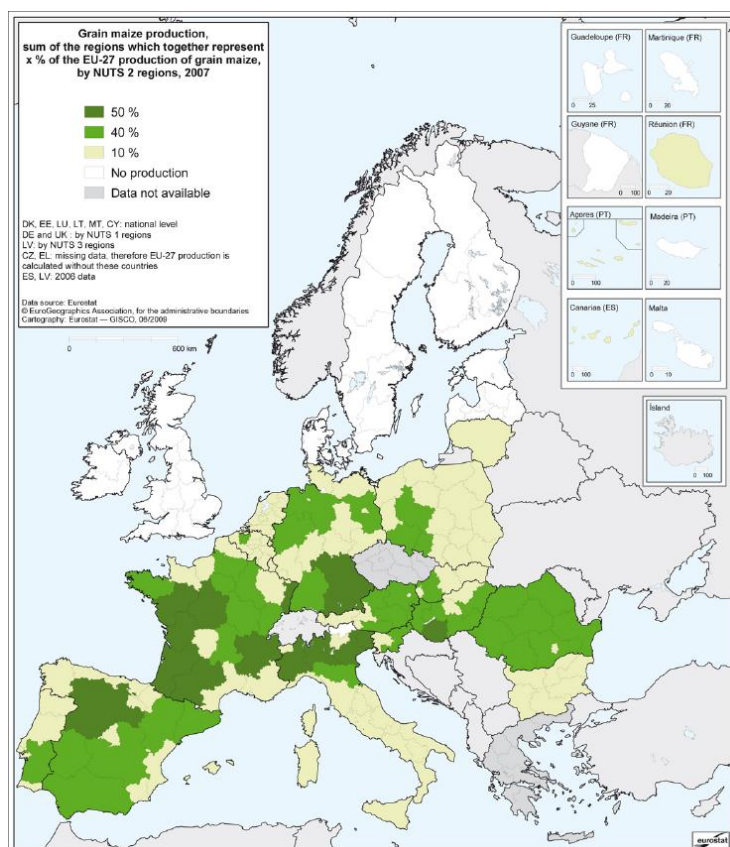 Grain maize production,
sum of the regions which together represent
x % of the EU-27 production of grain maize,
by NUTS 2 regions, 2007
50 %
40 %
10 %
No production
Data not available
DK, EE, LU, LT, MT, CY: national level
DE and UK : by NUTS 1 regions
LV: by NUTS 3 regions
CZ, EL: missing data, therefore EU-27 production is
calculated without these countries
ES, LV: 2006 data
Data source: Eurostat
© EuroGeographics Association, for the administrative boundaries
Cartography: Eurostat — GISCO, 06/2009
0 600 km
Guadeloupe (FR)
0 25
Martinique (FR)
0 20
Guyane (FR)
0 100
Réunion (FR)
0 20
Açores (PT)
0 100
Madeira (PT)
0 20
Canarias (ES)
0 100
Malta
0 10
Ísland
0 100
eurostat